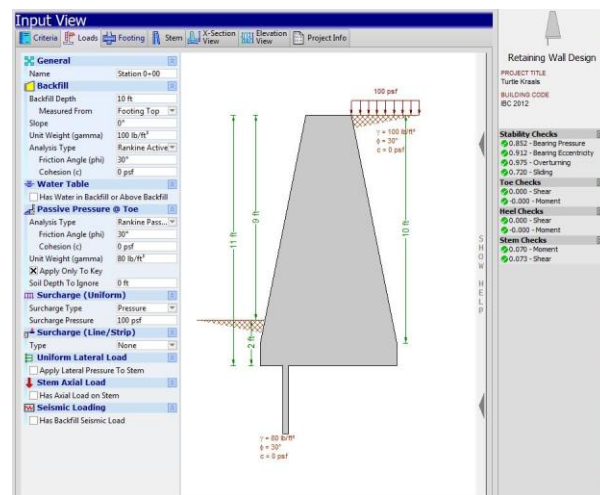 Input View
Criteria Loads Footing Stem X-Section View Elevation View Project Info
General
Name Station 0+00
Backfill
Backfill Depth 10 ft
Measured From Footing Top
Slope 0°
Unit Weight (gamma) 100 lb/ft³
Analysis Type Rankine Active
Friction Angle (phi) 30°
Cohesion (c) 0 psf
Water Table
Has Water in Backfill or Above Backfill
Passive Pressure @ Toe
Analysis Type Rankine Pass...
Friction Angle (phi) 30°
Cohesion (c) 0 psf
Unit Weight (gamma) 80 lb/ft³
Apply Only To Key
Soil Depth To Ignore 0 ft
Surcharge (Uniform)
Surcharge Type Pressure
Surcharge Pressure 100 psf
Surcharge (Line/Strip)
Type None
Uniform Lateral Load
Apply Lateral Pressure To Stem
Stem Axial Load
Has Axial Load on Stem
Seismic Loading
Has Backfill Seismic Load
100 psf
γ = 100 lb/ft³
ϕ = 30°
c = 0 psf
11 ft
9 ft
10 ft
2 ft
γ = 80 lb/ft³
ϕ = 30°
c = 0 psf
SHOW HELP
Retaining Wall Design
PROJECT TITLE
Turtle Kraals
BUILDING CODE
IBC 2012
Stability Checks
0.852 - Bearing Pressure
0.912 - Bearing Eccentricity
0.975 - Overturning
0.720 - Sliding
Toe Checks
0.000 - Shear
-0.000 - Moment
Heel Checks
0.000 - Shear
-0.000 - Moment
Stem Checks
0.070 - Moment
0.073 - Shear